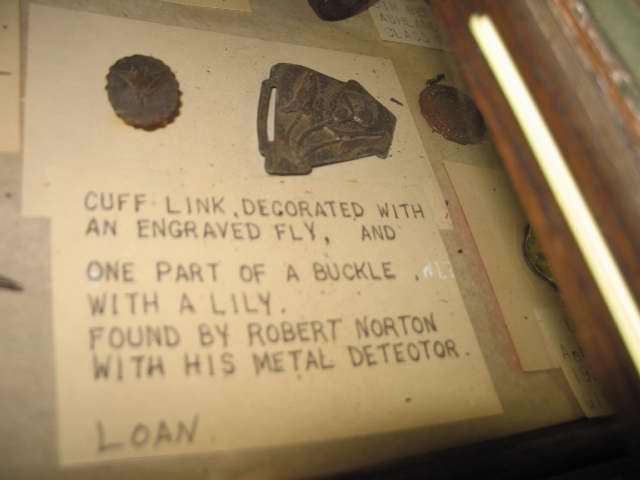 CUFF LINK, DECORATED WITH
AN ENGRAVED FLY, AND
ONE PART OF A BUCKLE.
WITH A LILY.
FOUND BY ROBERT NORTON
WITH HIS METAL DETECTOR.
LOAN